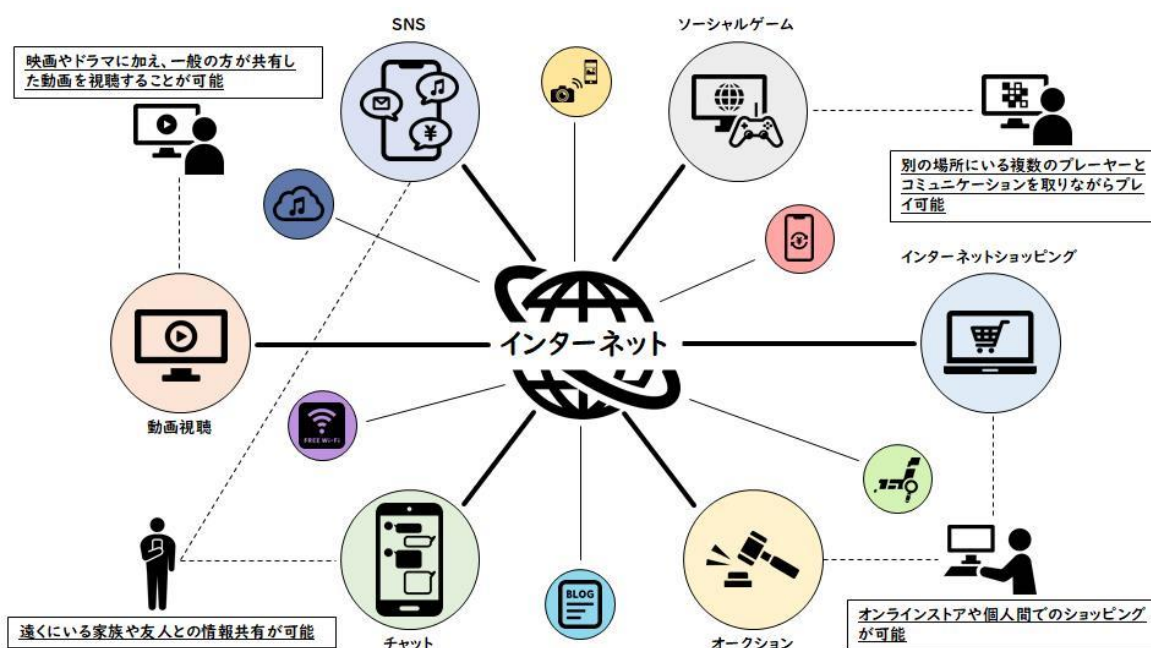 SNS
ソーシャルゲーム
映画やドラマに加え、一般の方が共有し
た動画を視聴することが可能
¥
別の場所にいる複数のプレーヤーと
コミュニケーションを取りながらプレ
イ可能
¥
インターネットショッピング
インターネット
動画視聴
FREE Wi-Fi
BLOG
遠くにいる家族や友人との情報共有が可能
チャット
オークション
オンラインストアや個人間でのショッピング
が可能